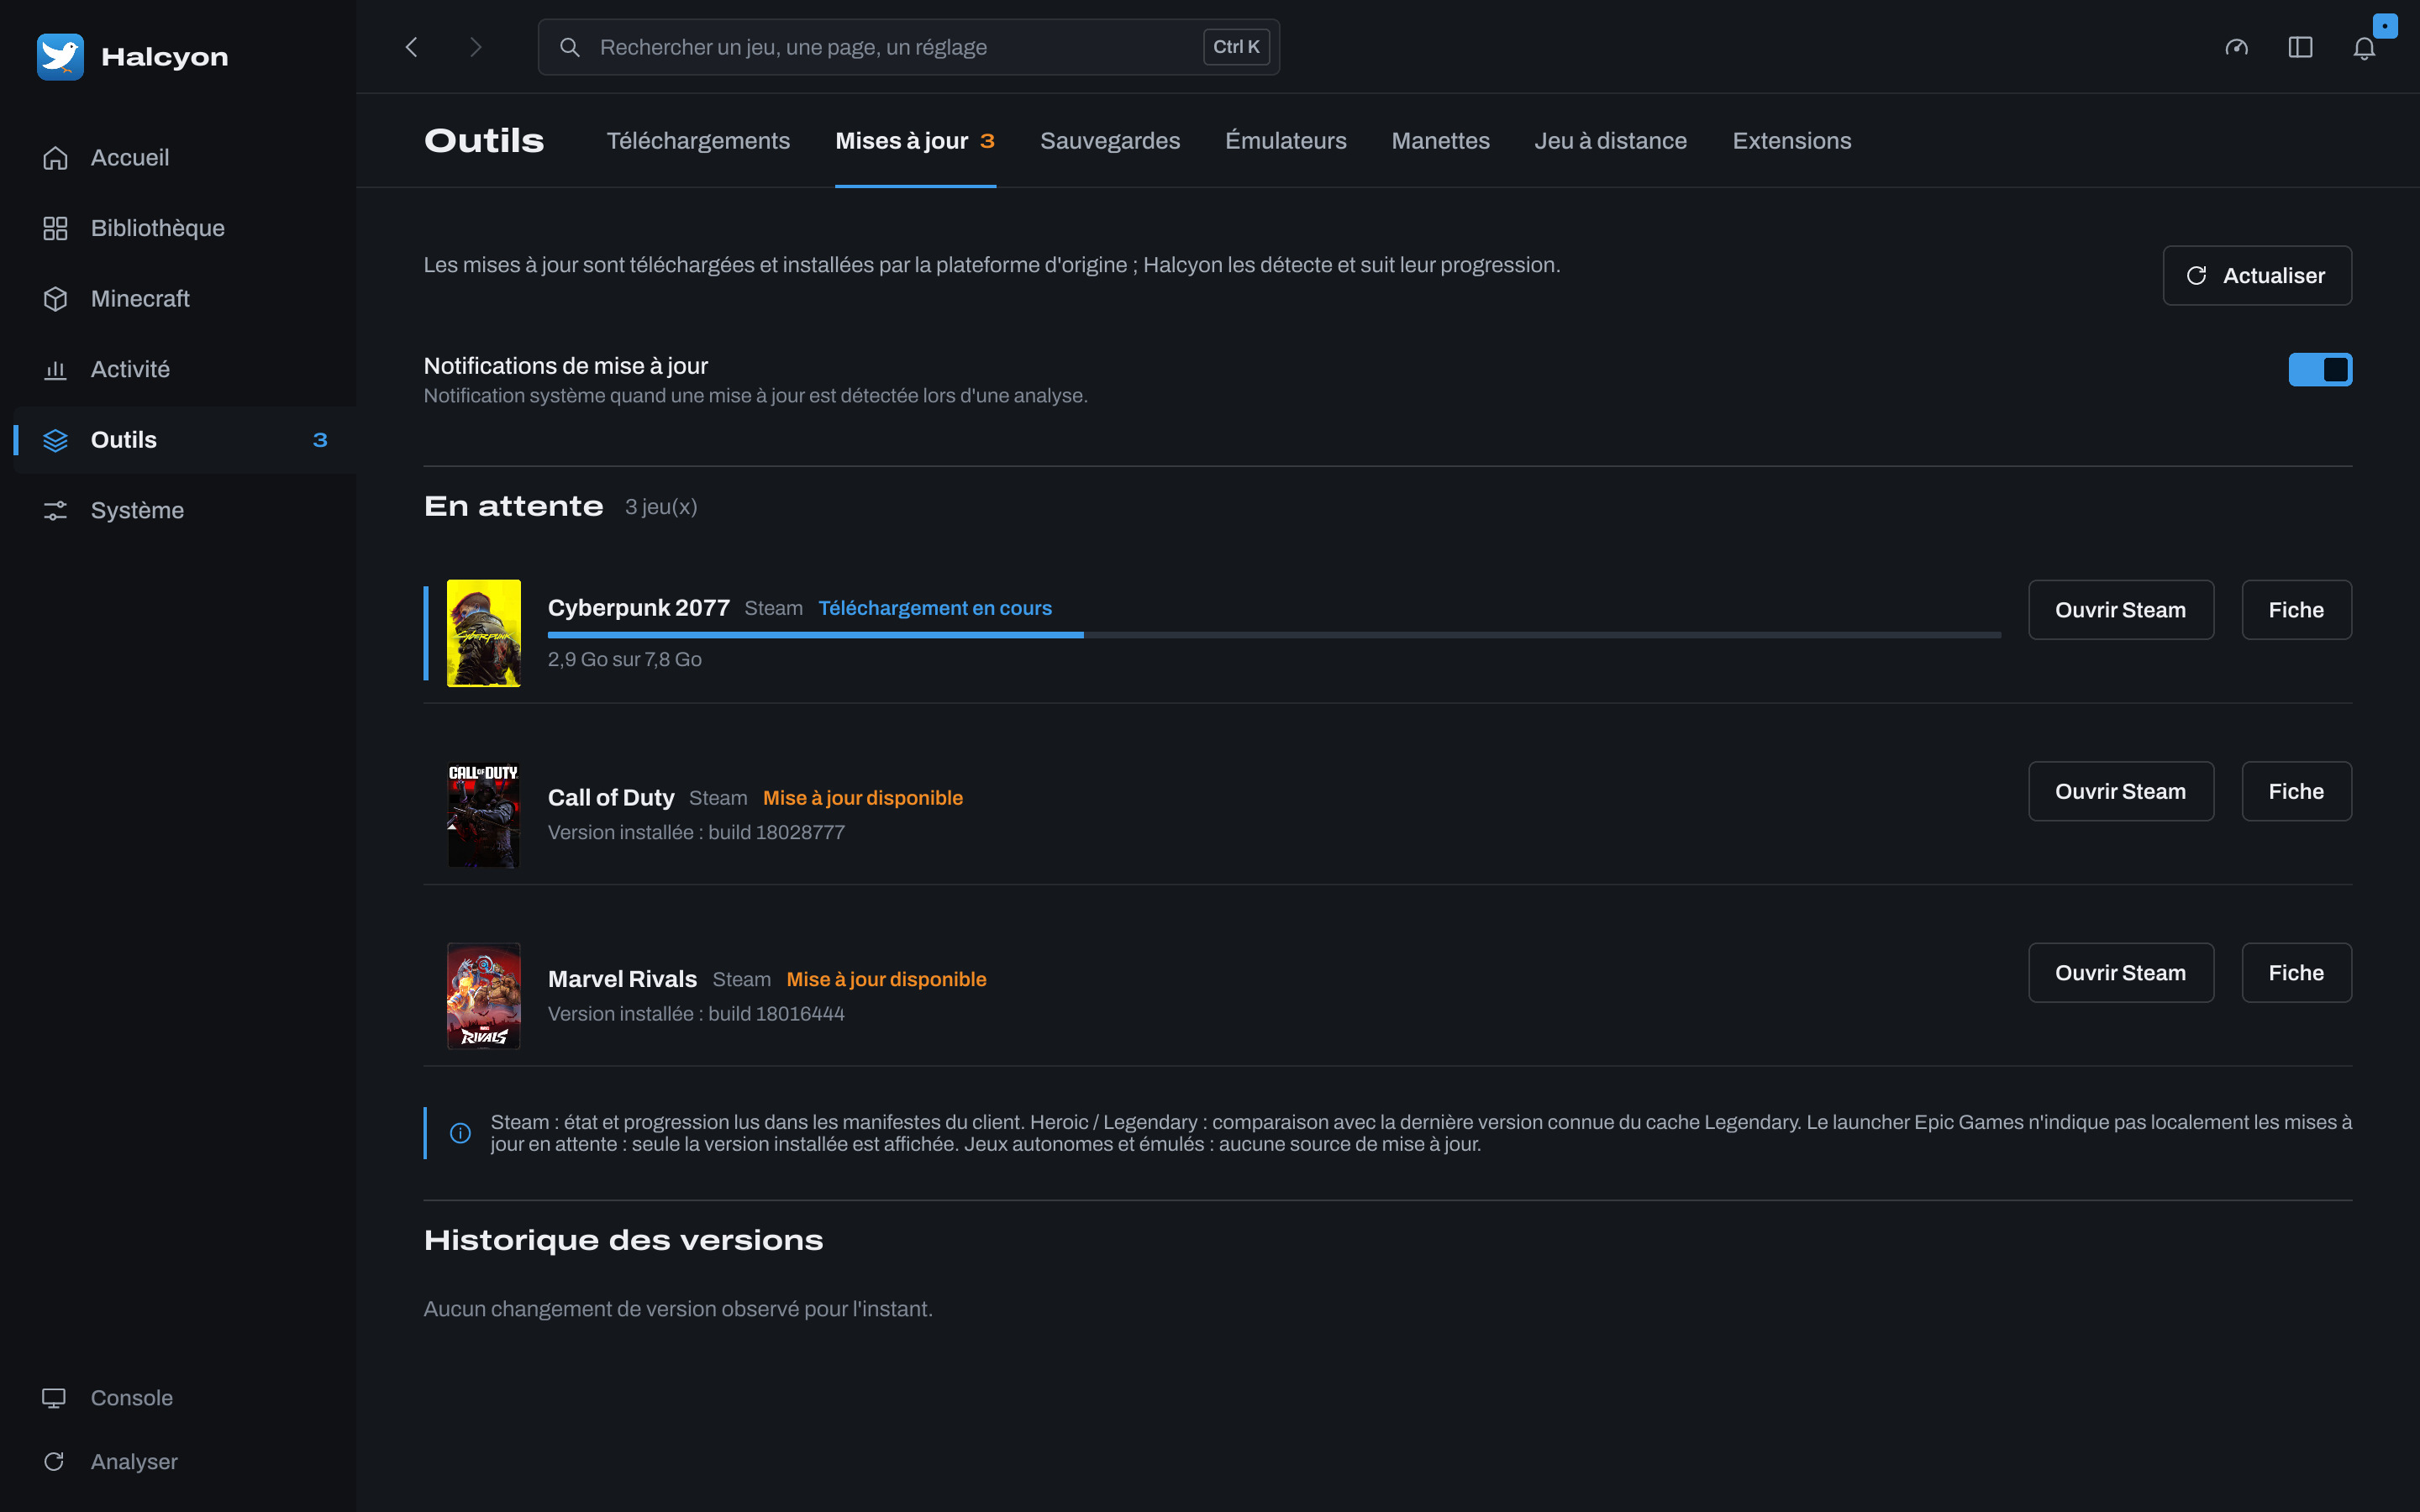 Halcyon
Rechercher un jeu, une page, un réglage
Ctrl K
Accueil
Bibliothèque
Minecraft
Activité
Outils 3
Système
Console
Analyser
Outils
Téléchargements
Mises à jour 3
Sauvegardes
Émulateurs
Manettes
Jeu à distance
Extensions
Les mises à jour sont téléchargées et installées par la plateforme d'origine ; Halcyon les détecte et suit leur progression.
Actualiser
Notifications de mise à jour
Notification système quand une mise à jour est détectée lors d'une analyse.
En attente 3 jeu(x)
Cyberpunk
Cyberpunk 2077 Steam Téléchargement en cours
2,9 Go sur 7,8 Go
Ouvrir Steam
Fiche
CALL OF DUTY
Call of Duty Steam Mise à jour disponible
Version installée : build 18028777
Ouvrir Steam
Fiche
MARVEL
RIVALS
Marvel Rivals Steam Mise à jour disponible
Version installée : build 18016444
Ouvrir Steam
Fiche
Steam : état et progression lus dans les manifestes du client. Heroic / Legendary : comparaison avec la dernière version connue du cache Legendary. Le launcher Epic Games n'indique pas localement les mises à
jour en attente : seule la version installée est affichée. Jeux autonomes et émulés : aucune source de mise à jour.
Historique des versions
Aucun changement de version observé pour l'instant.